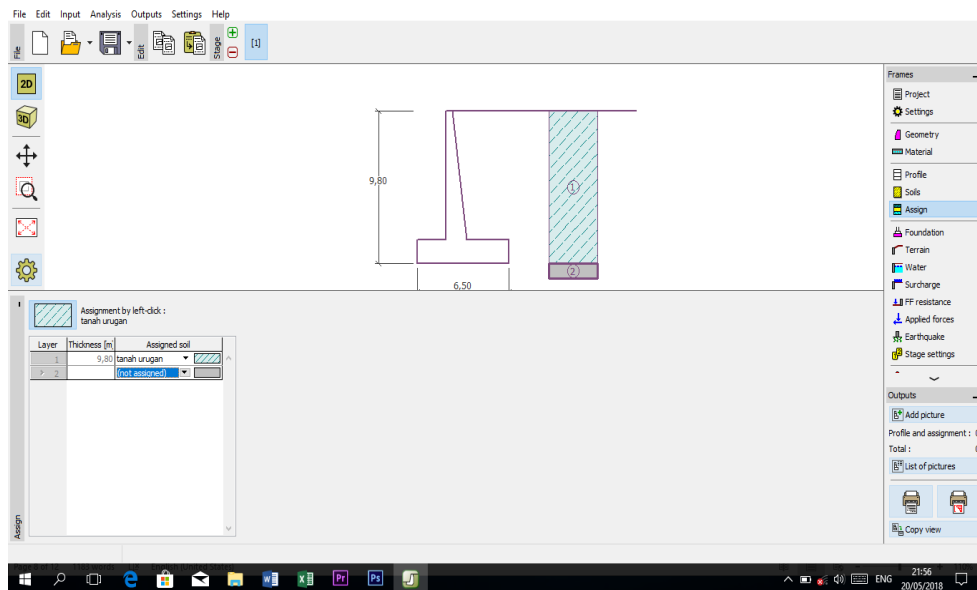 File Edit Input Analysis Outputs Settings Help
File
Edit
Stage
[1]
2D
3D
9,80
1
2
6,50
Frames
Project
Settings
Geometry
Material
Profile
Soils
Assign
Foundation
Terrain
Water
Surcharge
FF resistance
Applied forces
Earthquake
Stage settings
Assign
Assignment by left-click :
tanah urugan
Layer Thickness [m] Assigned soil
1 9,80 tanah urugan
> 2 (not assigned)
Outputs
Add picture
Profile and assignment :
Total :
List of pictures
Copy view
Pr Ps
ENG
21:56
20/05/2018